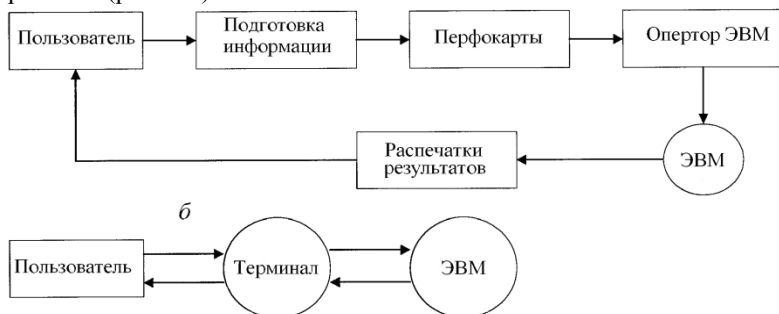 Пользователь
Подготовка
информации
Перфокарты
Опертор ЭВМ
Распечатки
результатов
ЭВМ
б
Пользователь
Терминал
ЭВМ